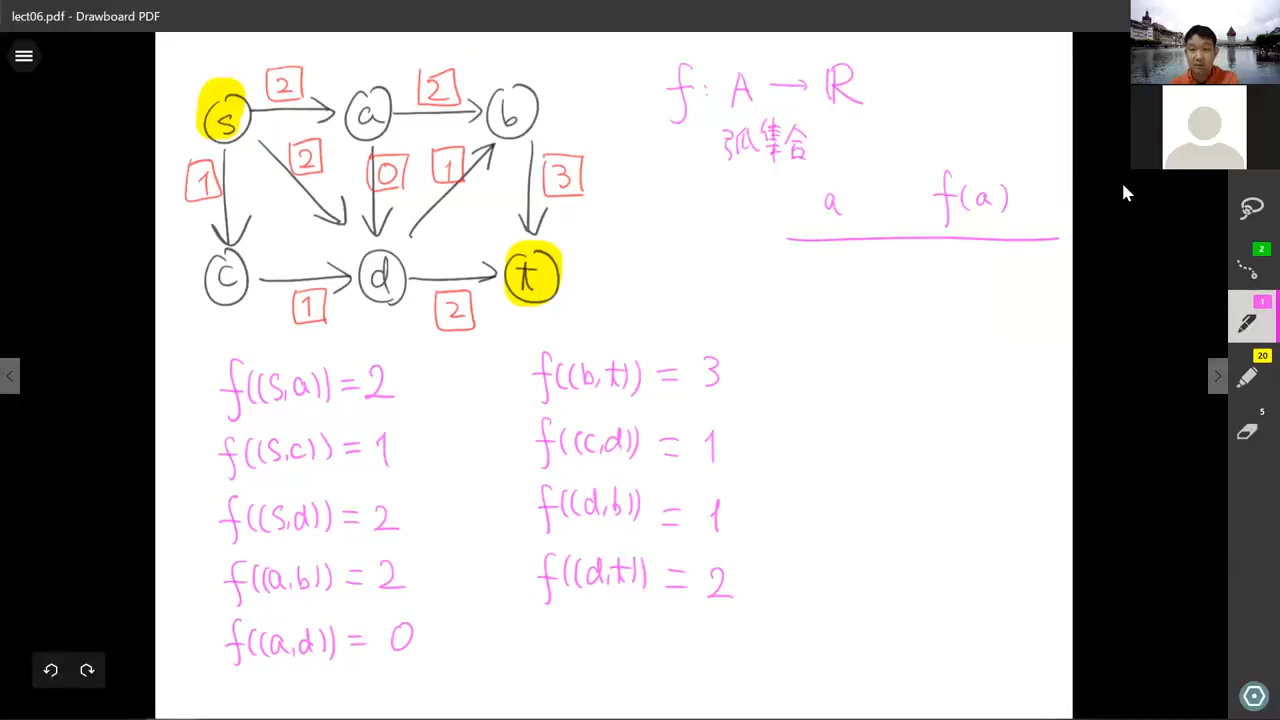 lect06.pdf - Drawboard PDF
2 2
s a b
1 2 0 1 3
c d t
1 2
f: A → ℝ
弧集合
a f(a)
f((s,a)) = 2
f((s,c)) = 1
f((s,d)) = 2
f((a,b)) = 2
f((a,d)) = 0
f((b,t)) = 3
f((c,d)) = 1
f((d,b)) = 1
f((d,t)) = 2
2
1
20
5